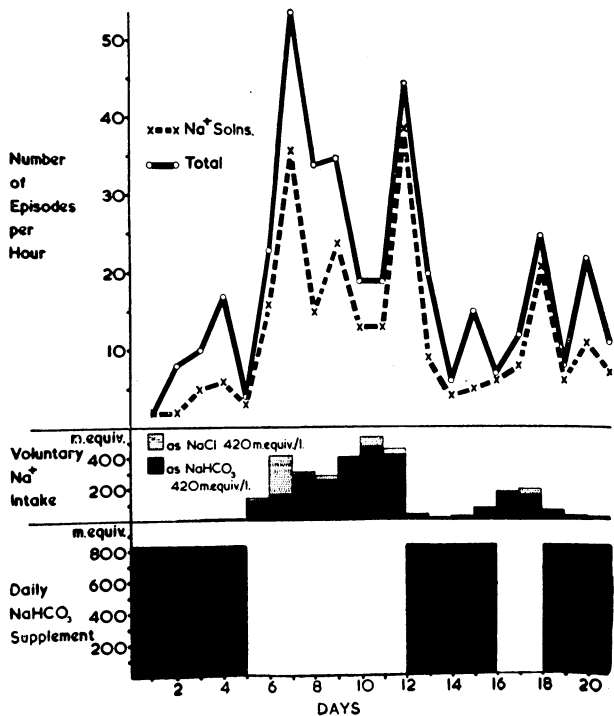 50
40
30
20
10
Number
of
Episodes
per
Hour
x-x-x Na⁺ Solns.
Total
Voluntary
Na⁺
Intake
m.equiv.
400
200
as NaCl 420m.equiv./l.
as NaHCO₃
420m.equiv./l.
Daily
NaHCO₃
Supplement
m.equiv.
800
600
400
200
2 4 6 8 10 12 14 16 18 20
DAYS